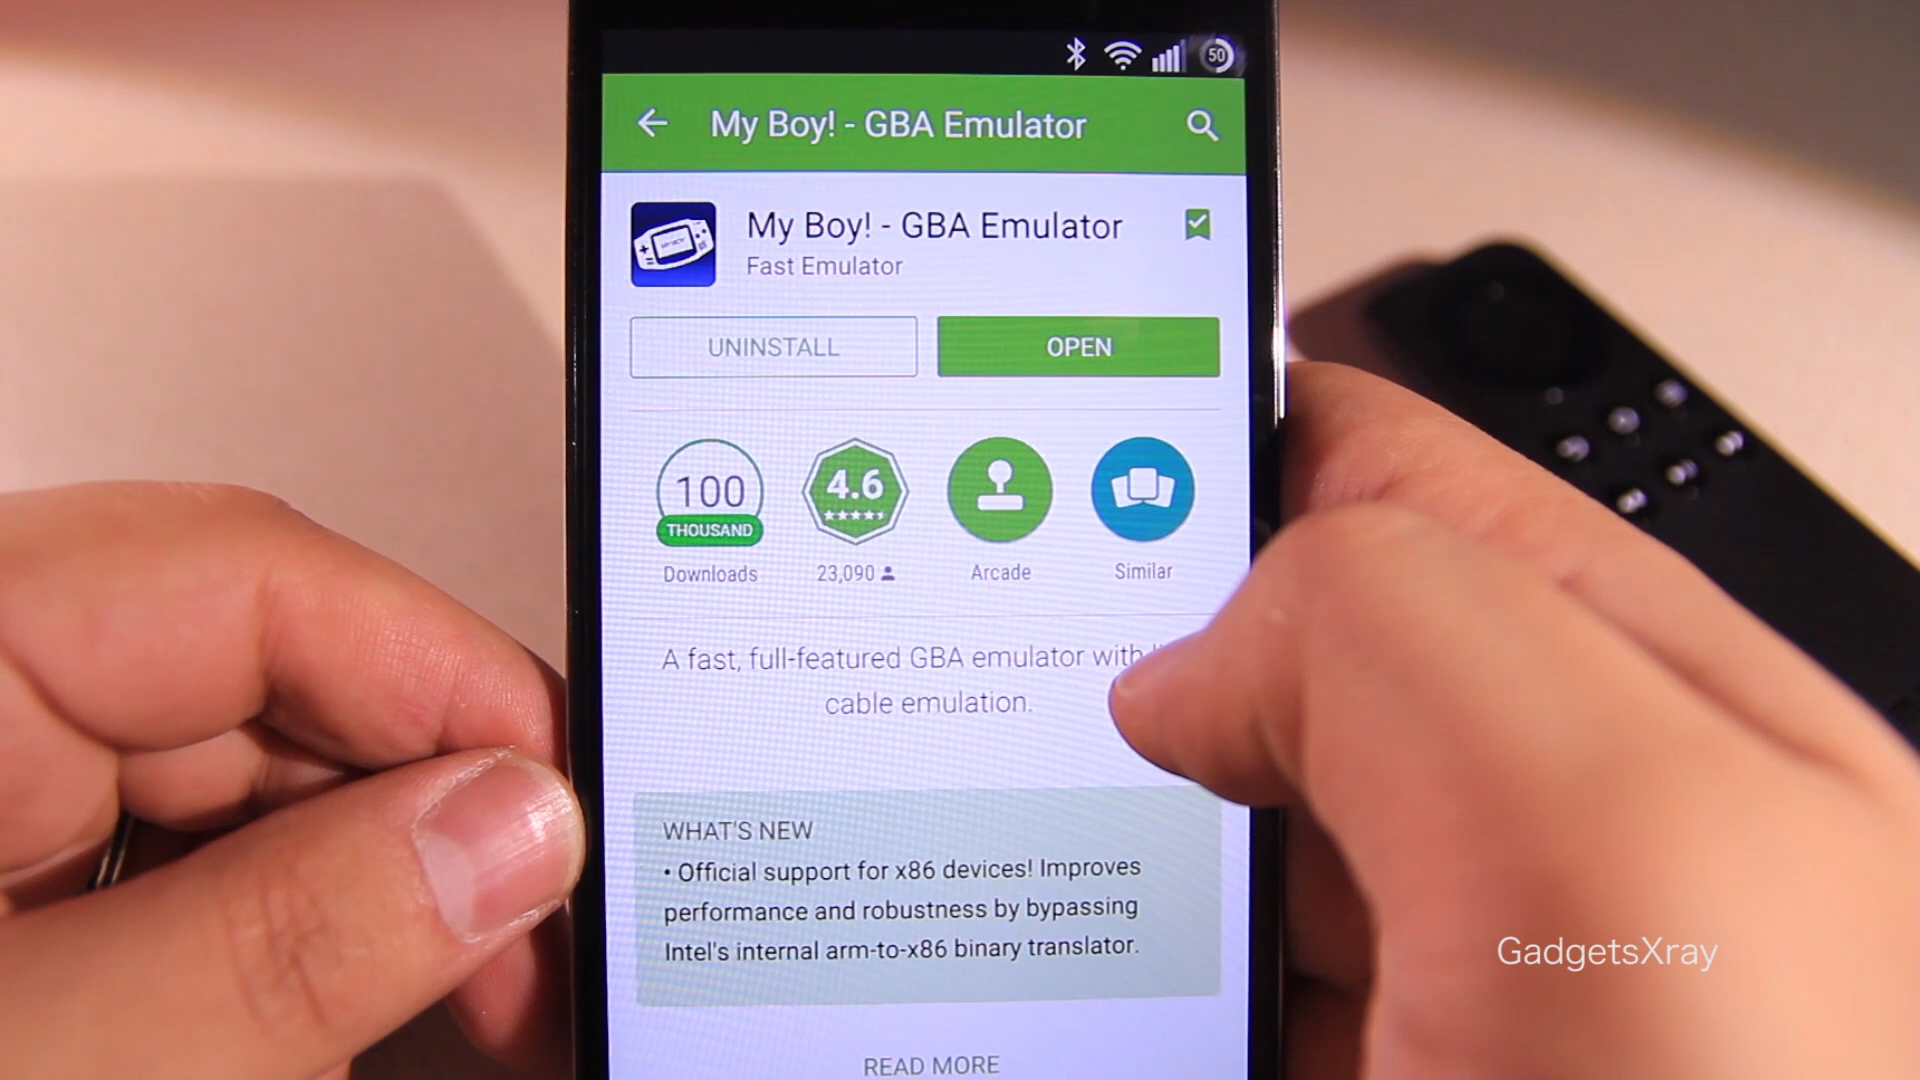 50
My Boy! - GBA Emulator
My Boy! - GBA Emulator
Fast Emulator
UNINSTALL
OPEN
100
THOUSAND
4.6
Downloads
23,090
Arcade
Similar
A fast, full-featured GBA emulator with
cable emulation.
WHAT'S NEW
• Official support for x86 devices! Improves
performance and robustness by bypassing
Intel's internal arm-to-x86 binary translator.
READ MORE
GadgetsXray